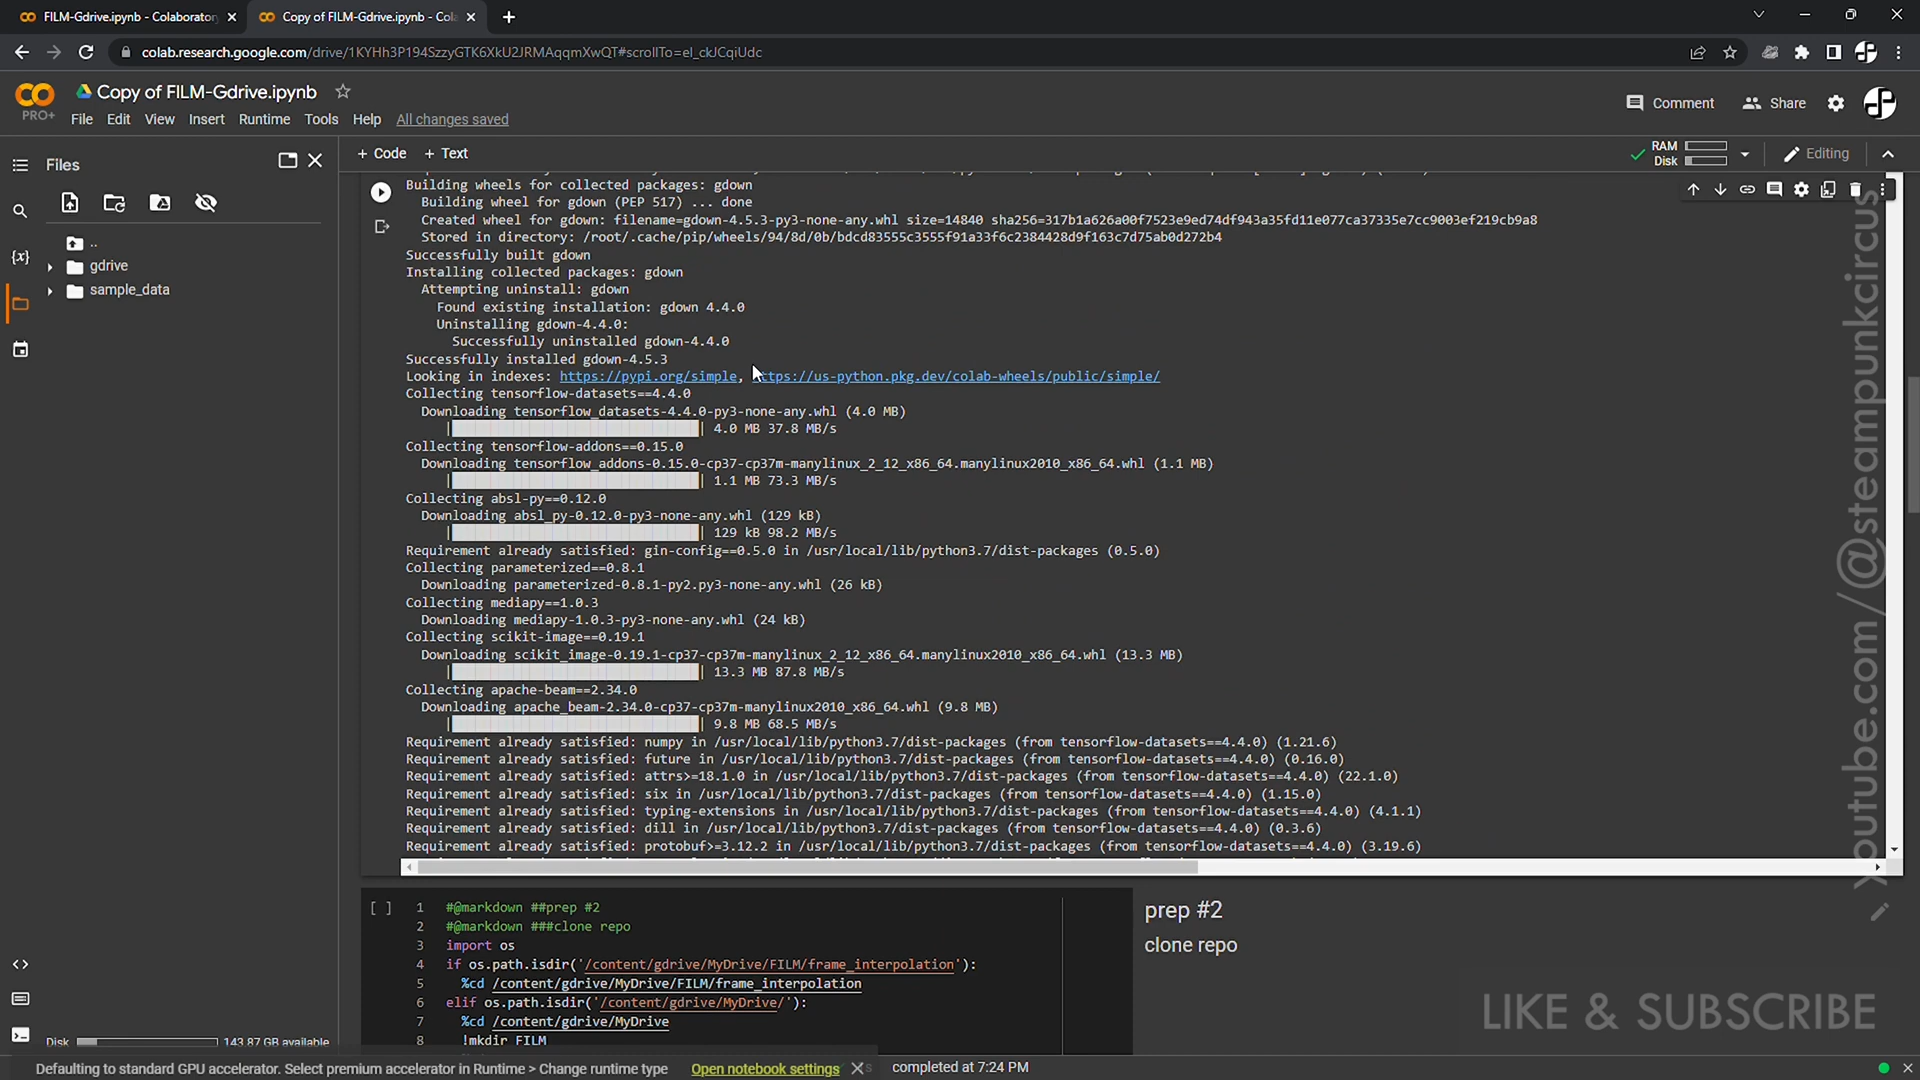 FILM-Gdrive.ipynb - Colaborator
Copy of FILM-Gdrive.ipynb - Col
colab.research.google.com/drive/1KYHh3P194SzzyGTK6XkU2JRMAqqmXwQT#scrollTo=el_ckJCqiUdc
Copy of FILM-Gdrive.ipynb
PRO+
File Edit View Insert Runtime Tools Help All changes saved
Comment Share
Files
+ Code + Text
RAM
Disk
Editing
..
gdrive
sample_data
Building wheels for collected packages: gdown
Building wheel for gdown (PEP 517) ... done
Created wheel for gdown: filename=gdown-4.5.3-py3-none-any.whl size=14840 sha256=317b1a626a00f7523e9ed74df943a35fd11e077ca37335e7cc9003ef219cb9a8
Stored in directory: /root/.cache/pip/wheels/94/8d/0b/bdcd83555c3555f91a33f6c2384428d9f163c7d75ab0d272b4
Successfully built gdown
Installing collected packages: gdown
Attempting uninstall: gdown
Found existing installation: gdown 4.4.0
Uninstalling gdown-4.4.0:
Successfully uninstalled gdown-4.4.0
Successfully installed gdown-4.5.3
Looking in indexes: https://pypi.org/simple, https://us-python.pkg.dev/colab-wheels/public/simple/
Collecting tensorflow-datasets==4.4.0
Downloading tensorflow_datasets-4.4.0-py3-none-any.whl (4.0 MB)
| | 4.0 MB 37.8 MB/s
Collecting tensorflow-addons==0.15.0
Downloading tensorflow_addons-0.15.0-cp37-cp37m-manylinux_2_12_x86_64.manylinux2010_x86_64.whl (1.1 MB)
| | 1.1 MB 73.3 MB/s
Collecting absl-py==0.12.0
Downloading absl_py-0.12.0-py3-none-any.whl (129 kB)
| | 129 kB 98.2 MB/s
Requirement already satisfied: gin-config==0.5.0 in /usr/local/lib/python3.7/dist-packages (0.5.0)
Collecting parameterized==0.8.1
Downloading parameterized-0.8.1-py2.py3-none-any.whl (26 kB)
Collecting mediapy==1.0.3
Downloading mediapy-1.0.3-py3-none-any.whl (24 kB)
Collecting scikit-image==0.19.1
Downloading scikit_image-0.19.1-cp37-cp37m-manylinux_2_12_x86_64.manylinux2010_x86_64.whl (13.3 MB)
| | 13.3 MB 87.8 MB/s
Collecting apache-beam==2.34.0
Downloading apache_beam-2.34.0-cp37-cp37m-manylinux2010_x86_64.whl (9.8 MB)
| | 9.8 MB 68.5 MB/s
Requirement already satisfied: numpy in /usr/local/lib/python3.7/dist-packages (from tensorflow-datasets==4.4.0) (1.21.6)
Requirement already satisfied: future in /usr/local/lib/python3.7/dist-packages (from tensorflow-datasets==4.4.0) (0.16.0)
Requirement already satisfied: attrs>=18.1.0 in /usr/local/lib/python3.7/dist-packages (from tensorflow-datasets==4.4.0) (22.1.0)
Requirement already satisfied: six in /usr/local/lib/python3.7/dist-packages (from tensorflow-datasets==4.4.0) (1.15.0)
Requirement already satisfied: typing-extensions in /usr/local/lib/python3.7/dist-packages (from tensorflow-datasets==4.4.0) (4.1.1)
Requirement already satisfied: dill in /usr/local/lib/python3.7/dist-packages (from tensorflow-datasets==4.4.0) (0.3.6)
Requirement already satisfied: protobuf>=3.12.2 in /usr/local/lib/python3.7/dist-packages (from tensorflow-datasets==4.4.0) (3.19.6)
[ ] 1 #@markdown ##prep #2
2 #@markdown ###clone repo
3 import os
4 if os.path.isdir('/content/gdrive/MyDrive/FILM/frame_interpolation'):
5 %cd /content/gdrive/MyDrive/FILM/frame_interpolation
6 elif os.path.isdir('/content/gdrive/MyDrive/'):
7 %cd /content/gdrive/MyDrive
8 !mkdir FILM
prep #2
clone repo
youtube.com/@steampunkcircus
LIKE & SUBSCRIBE
Disk 143.87 GB available
Defaulting to standard GPU accelerator. Select premium accelerator in Runtime > Change runtime type Open notebook settings
completed at 7:24 PM